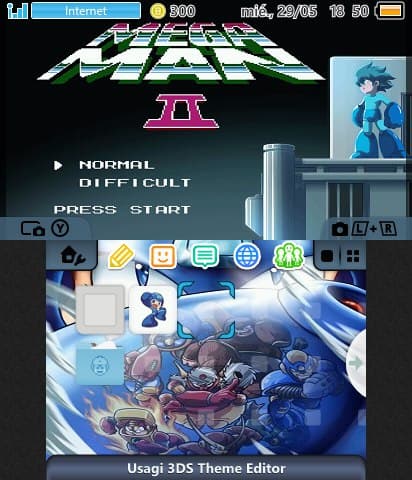 Internet
300
mié., 29/05
18 50
MEGA
MAN
II
NORMAL
DIFFICULT
PRESS START
Y
L+R
Usagi 3DS Theme Editor